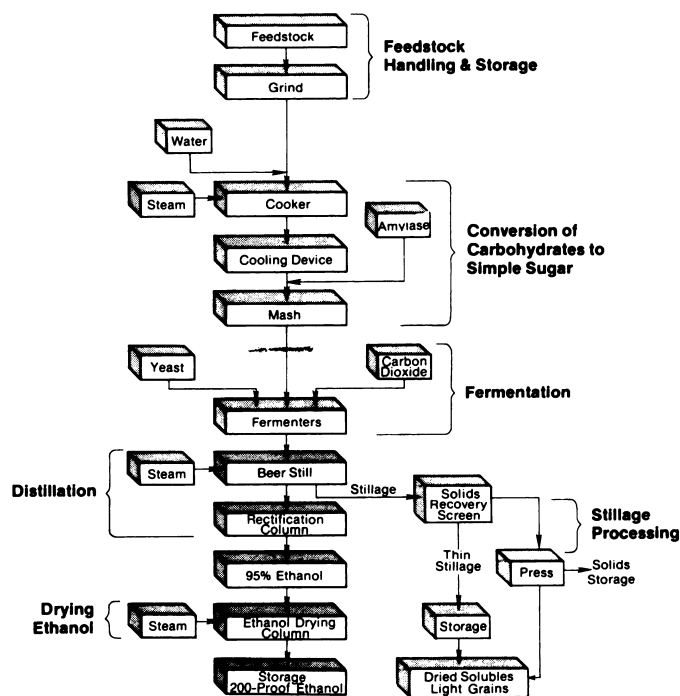 Feedstock
Feedstock
Handling & Storage
Grind
Water
Steam
Cooker
Amylase
Conversion of
Carbohydrates to
Simple Sugar
Cooling Device
Mash
Yeast
Carbon
Dioxide
Fermentation
Fermenters
Distillation
Steam
Beer Still
Stillage
Solids
Recovery
Screen
Stillage
Processing
Rectification
Column
Thin
Stillage
Press
Solids
Storage
95% Ethanol
Drying
Ethanol
Steam
Ethanol Drying
Column
Storage
Storage
200-Proof Ethanol
Dried Solubles
Light Grains